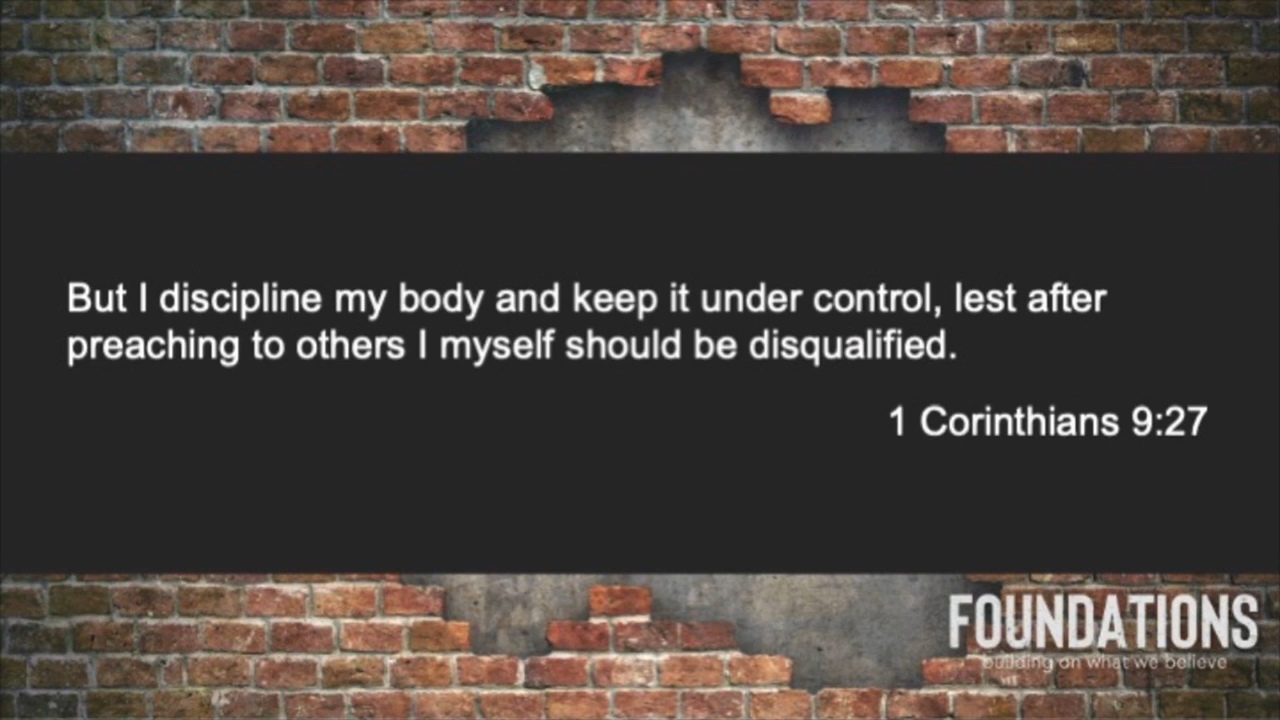 But I discipline my body and keep it under control, lest after
preaching to others I myself should be disqualified.
1 Corinthians 9:27
FOUNDATIONS
building on what we believe